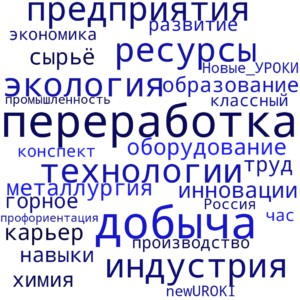 предприятия
экономика развитие
сырьё ресурсы
Новые_УРОКИ
экология образование
промышленность классный
переработка
конспект оборудование
технологии труд
металлургия инновации
горное Россия
профориентация добыча час
карьер производство
навыки индустрия
химия newUROKI